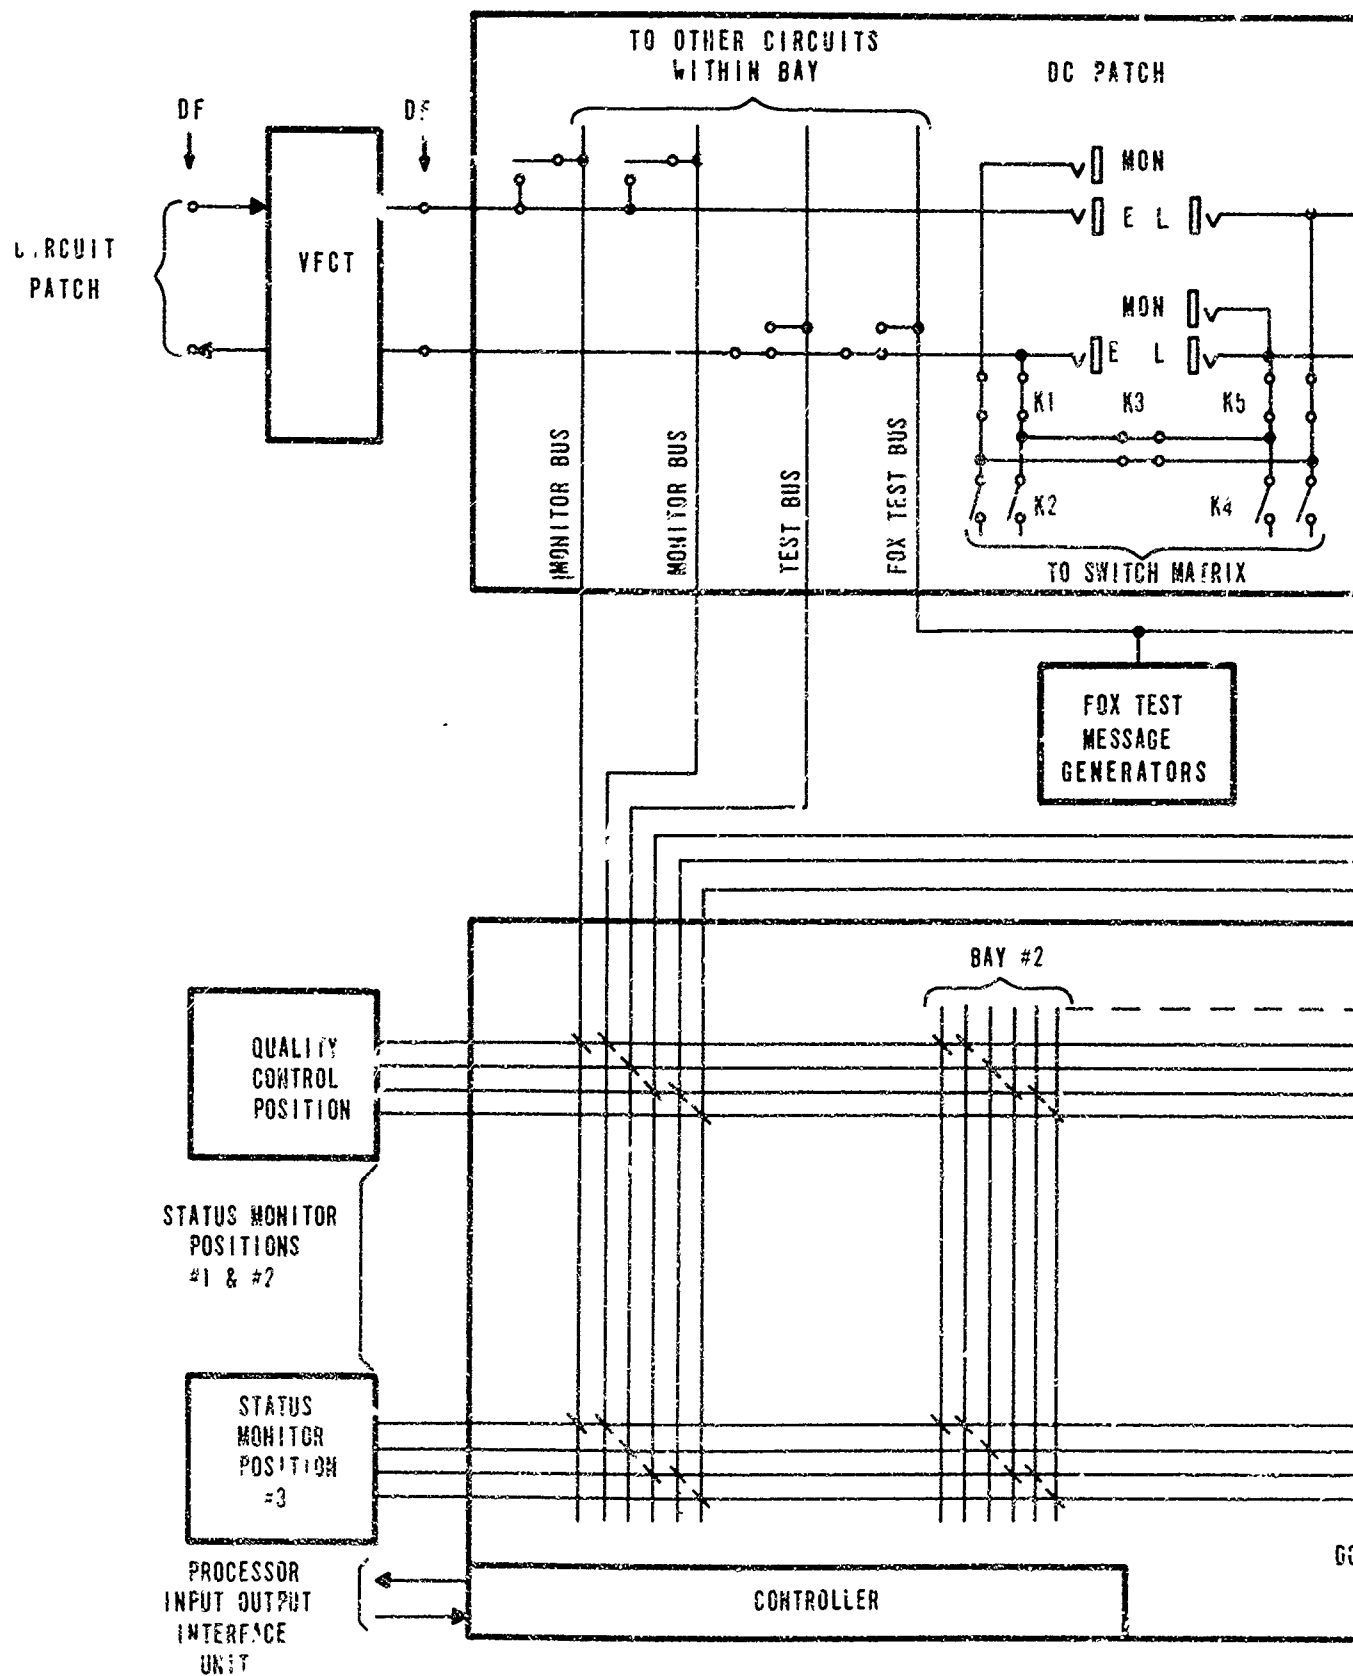 TO OTHER CIRCUITS
WITHIN BAY
DC PATCH
DF
DF
MON
E L
VFCT
PATCH
MON
E L
K1 K3 K5
MONITOR BUS
MONITOR BUS
TEST BUS
FOX TEST BUS
K2 K4
TO SWITCH MATRIX
FOX TEST
MESSAGE
GENERATORS
BAY #2
QUALITY
CONTROL
POSITION
STATUS MONITOR
POSITIONS
#1 & #2
STATUS
MONITOR
POSITION
#3
PROCESSOR
INPUT OUTPUT
INTERFACE
UNIT
CONTROLLER